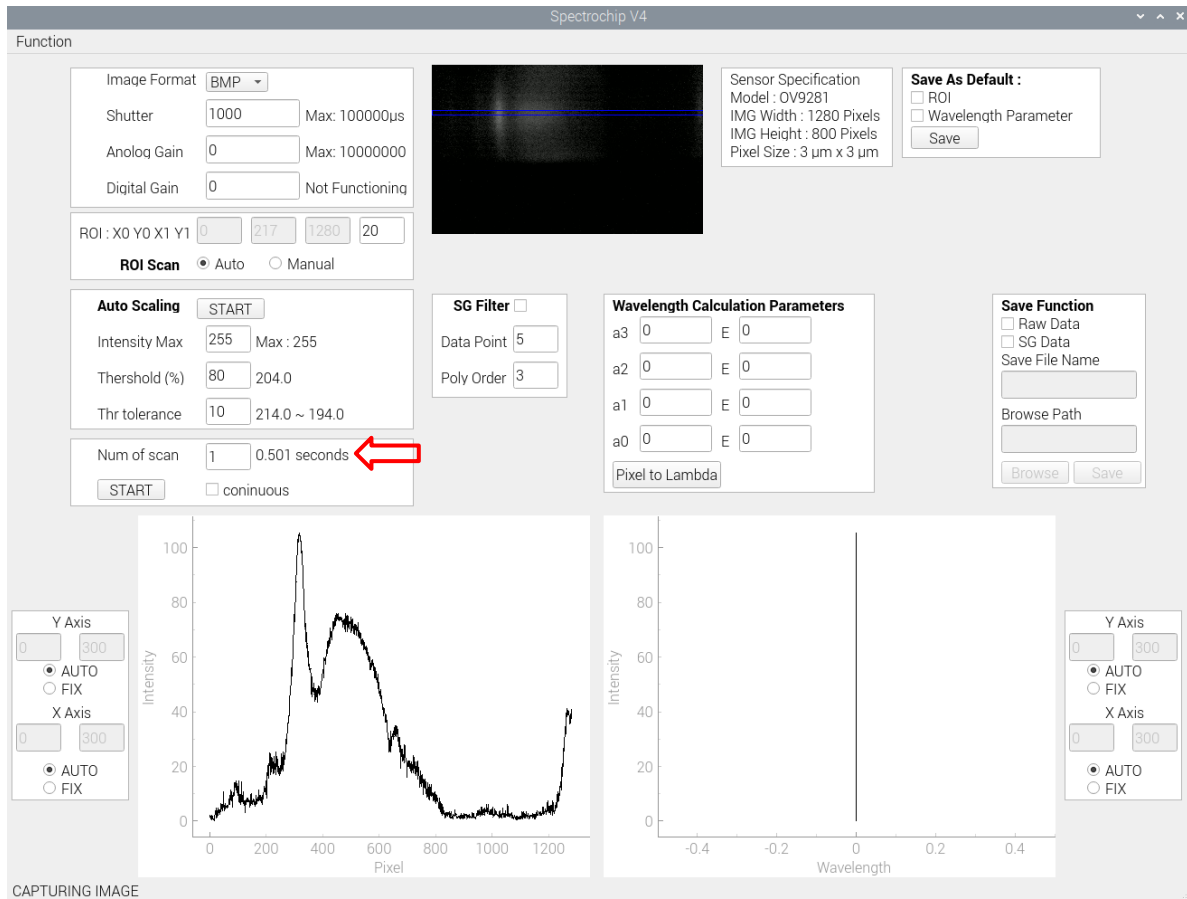 Spectrochip V4
Function
Image Format BMP
Shutter 1000 Max: 100000µs
Anolog Gain 0 Max: 10000000
Digital Gain 0 Not Functioning
ROI : X0 Y0 X1 Y1 0 217 1280 20
ROI Scan Auto Manual
Sensor Specification
Model : OV9281
IMG Width : 1280 Pixels
IMG Height : 800 Pixels
Pixel Size : 3 µm x 3 µm
Save As Default :
ROI
Wavelength Parameter
Save
Auto Scaling START
Intensity Max 255 Max : 255
Thershold (%) 80 204.0
Thr tolerance 10 214.0 ~ 194.0
Num of scan 1 0.501 seconds
START coninuous
SG Filter
Data Point 5
Poly Order 3
Wavelength Calculation Parameters
a3 0 E 0
a2 0 E 0
a1 0 E 0
a0 0 E 0
Pixel to Lambda
Save Function
Raw Data
SG Data
Save File Name
Browse Path
Browse Save
Y Axis
0 300
AUTO
FIX
X Axis
0 300
AUTO
FIX
Intensity
100
80
60
40
20
0
0 200 400 600 800 1000 1200
Pixel
Intensity
100
80
60
40
20
0
-0.4 -0.2 0 0.2 0.4
Wavelength
Y Axis
0 300
AUTO
FIX
X Axis
0 300
AUTO
FIX
CAPTURING IMAGE